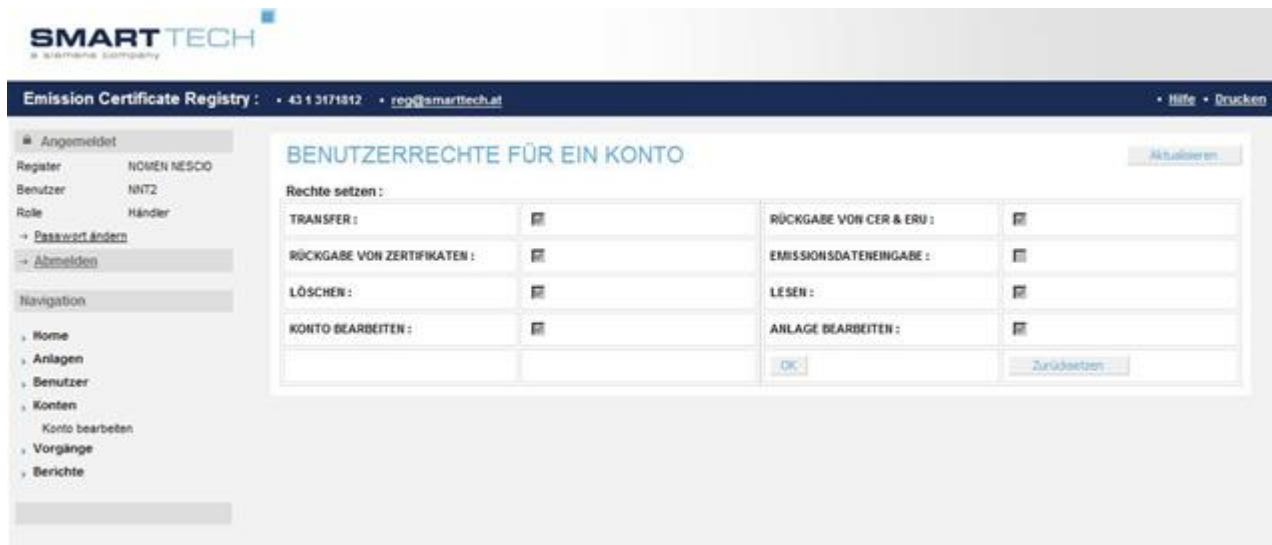 SMART TECH
a siemens company
Emission Certificate Registry : • 43 1 3171812 • reg@smarttech.at • Hilfe • Drucken
Angemeldet
Register NOMEN NESCIO
Benutzer NNT2
Rolle Händler
→ Passwort ändern
→ Abmelden
Navigation
Home
Anlagen
Benutzer
Konten
Konto bearbeiten
Vorgänge
Berichte
BENUTZERRECHTE FÜR EIN KONTO
Aktualisieren
Rechte setzen :
TRANSFER : RÜCKGABE VON CER & ERU :
RÜCKGABE VON ZERTIFIKATEN : EMISSIONSDATENEINGABE :
LÖSCHEN : LESEN :
KONTO BEARBEITEN : ANLAGE BEARBEITEN :
OK Zurücksetzen